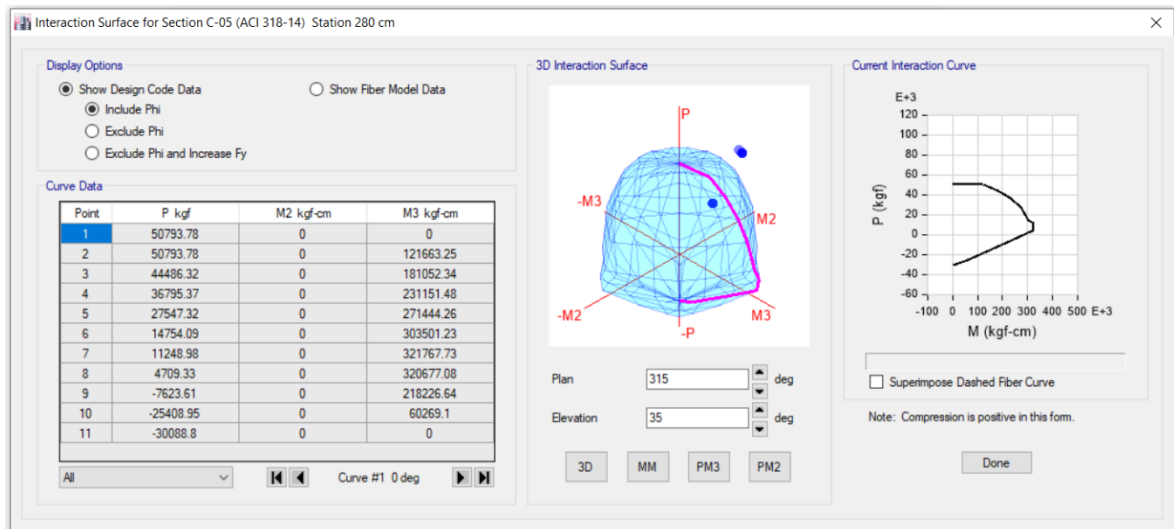 Interaction Surface for Section C-05 (ACI 318-14) Station 280 cm
Display Options
Show Design Code Data
Show Fiber Model Data
Include Phi
Exclude Phi
Exclude Phi and Increase Fy
Curve Data
Point P kgf M2 kgf-cm M3 kgf-cm
1 50793.78 0 0
2 50793.78 0 121663.25
3 44486.32 0 181052.34
4 36795.37 0 231151.48
5 27547.32 0 271444.26
6 14754.09 0 303501.23
7 11248.98 0 321767.73
8 4709.33 0 320677.08
9 -7623.61 0 218226.64
10 -25408.95 0 60269.1
11 -30088.8 0 0
All
Curve #1 0 deg
3D Interaction Surface
P
-M3
M2
-M2
M3
-P
Plan 315 deg
Elevation 35 deg
3D MM PM3 PM2
Current Interaction Curve
E+3
120
100
80
60
40
20
0
-20
-40
-60
P (kgf)
-100 0 100 200 300 400 500 E+3
M (kgf-cm)
Superimpose Dashed Fiber Curve
Note: Compression is positive in this form.
Done